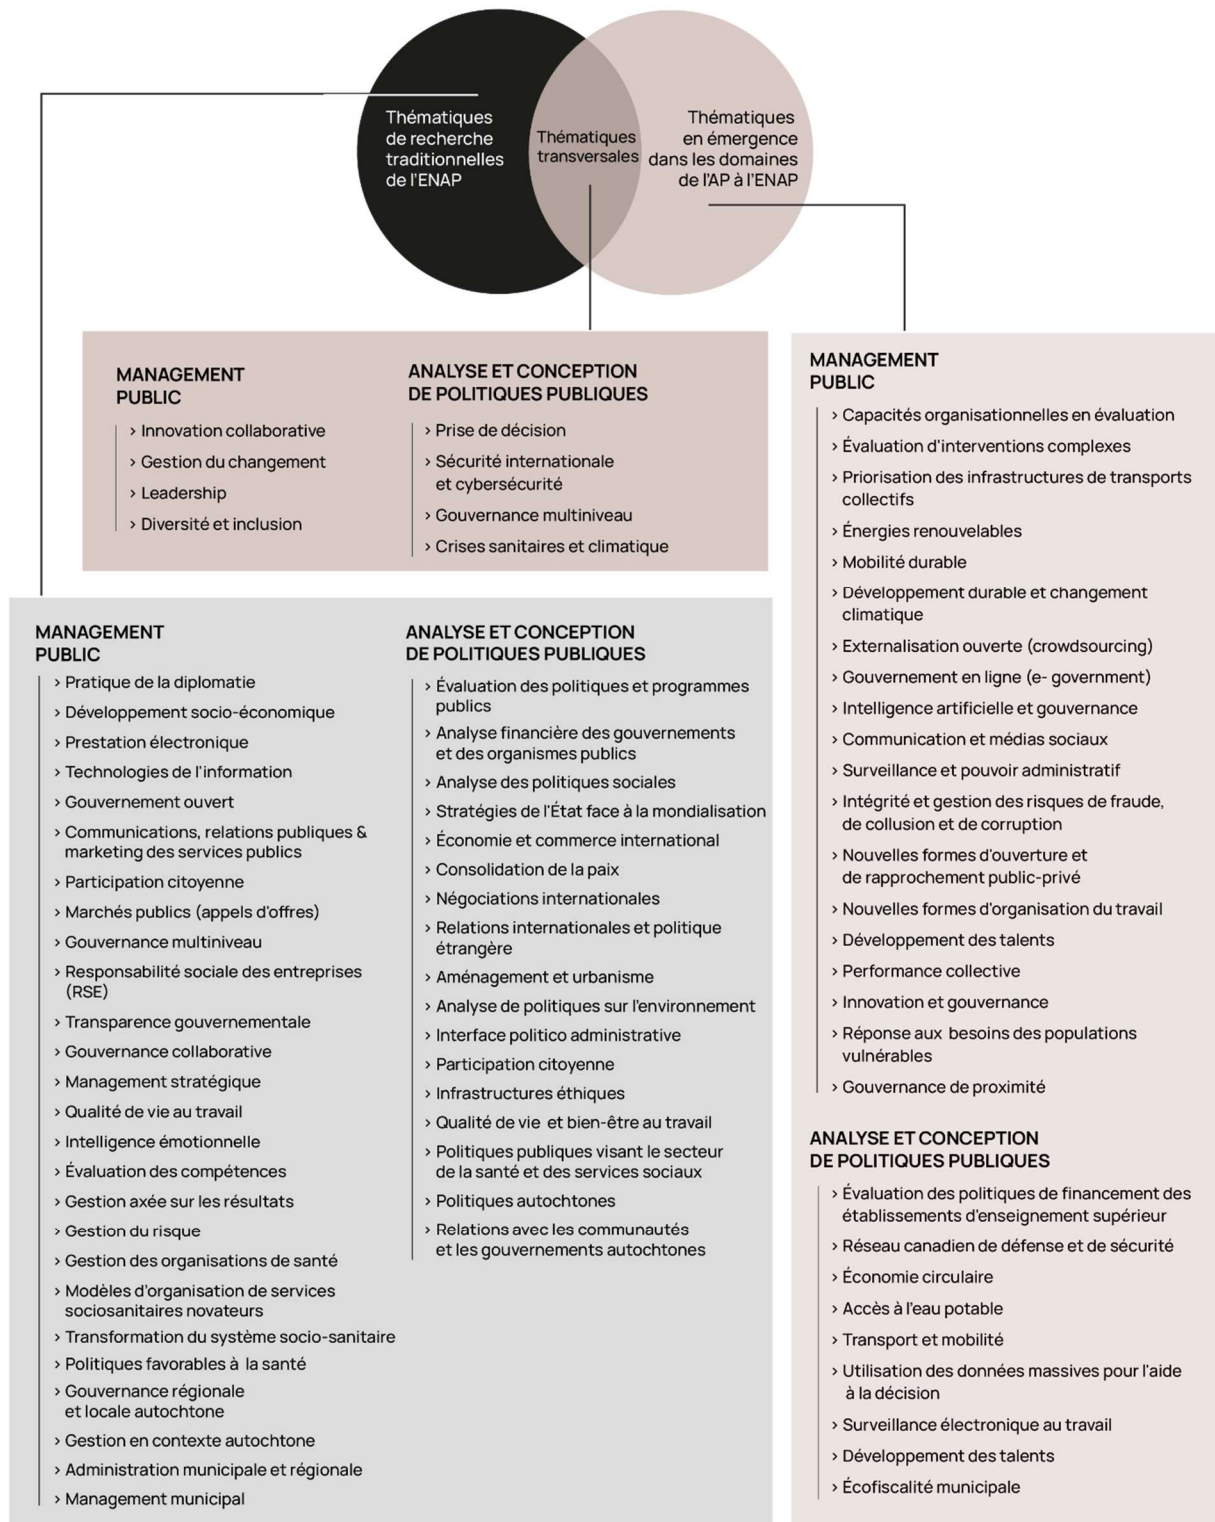 Thématiques
de recherche
traditionnelles
de l'ENAP
Thématiques
transversales
Thématiques
en émergence
dans les domaines
de l'AP à l'ENAP
MANAGEMENT
PUBLIC
› Innovation collaborative
› Gestion du changement
› Leadership
› Diversité et inclusion
ANALYSE ET CONCEPTION
DE POLITIQUES PUBLIQUES
› Prise de décision
› Sécurité internationale
et cybersécurité
› Gouvernance multiniveau
› Crises sanitaires et climatique
MANAGEMENT
PUBLIC
› Pratique de la diplomatie
› Développement socio-économique
› Prestation électronique
› Technologies de l'information
› Gouvernement ouvert
› Communications, relations publiques &
marketing des services publics
› Participation citoyenne
› Marchés publics (appels d'offres)
› Gouvernance multiniveau
› Responsabilité sociale des entreprises
(RSE)
› Transparence gouvernementale
› Gouvernance collaborative
› Management stratégique
› Qualité de vie au travail
› Intelligence émotionnelle
› Évaluation des compétences
› Gestion axée sur les résultats
› Gestion du risque
› Gestion des organisations de santé
› Modèles d'organisation de services
sociosanitaires novateurs
› Transformation du système socio-sanitaire
› Politiques favorables à la santé
› Gouvernance régionale
et locale autochtone
› Gestion en contexte autochtone
› Administration municipale et régionale
› Management municipal
ANALYSE ET CONCEPTION
DE POLITIQUES PUBLIQUES
› Évaluation des politiques et programmes
publics
› Analyse financière des gouvernements
et des organismes publics
› Analyse des politiques sociales
› Stratégies de l'État face à la mondialisation
› Économie et commerce international
› Consolidation de la paix
› Négociations internationales
› Relations internationales et politique
étrangère
› Aménagement et urbanisme
› Analyse de politiques sur l'environnement
› Interface politico administrative
› Participation citoyenne
› Infrastructures éthiques
› Qualité de vie et bien-être au travail
› Politiques publiques visant le secteur
de la santé et des services sociaux
› Politiques autochtones
› Relations avec les communautés
et les gouvernements autochtones
MANAGEMENT
PUBLIC
› Capacités organisationnelles en évaluation
› Évaluation d'interventions complexes
› Priorisation des infrastructures de transports
collectifs
› Énergies renouvelables
› Mobilité durable
› Développement durable et changement
climatique
› Externalisation ouverte (crowdsourcing)
› Gouvernement en ligne (e- government)
› Intelligence artificielle et gouvernance
› Communication et médias sociaux
› Surveillance et pouvoir administratif
› Intégrité et gestion des risques de fraude,
de collusion et de corruption
› Nouvelles formes d'ouverture et
de rapprochement public-privé
› Nouvelles formes d'organisation du travail
› Développement des talents
› Performance collective
› Innovation et gouvernance
› Réponse aux besoins des populations
vulnérables
› Gouvernance de proximité
ANALYSE ET CONCEPTION
DE POLITIQUES PUBLIQUES
› Évaluation des politiques de financement des
établissements d'enseignement supérieur
› Réseau canadien de défense et de sécurité
› Économie circulaire
› Accès à l'eau potable
› Transport et mobilité
› Utilisation des données massives pour l'aide
à la décision
› Surveillance électronique au travail
› Développement des talents
› Écofiscalité municipale